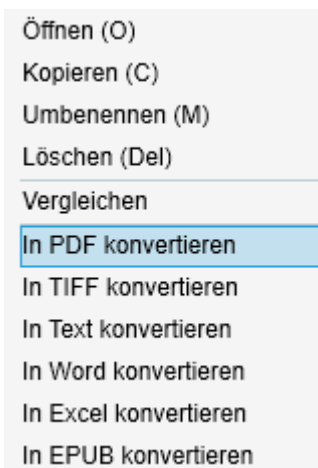 Öffnen (O)
Kopieren (C)
Umbenennen (M)
Löschen (Del)
Vergleichen
In PDF konvertieren
In TIFF konvertieren
In Text konvertieren
In Word konvertieren
In Excel konvertieren
In EPUB konvertieren